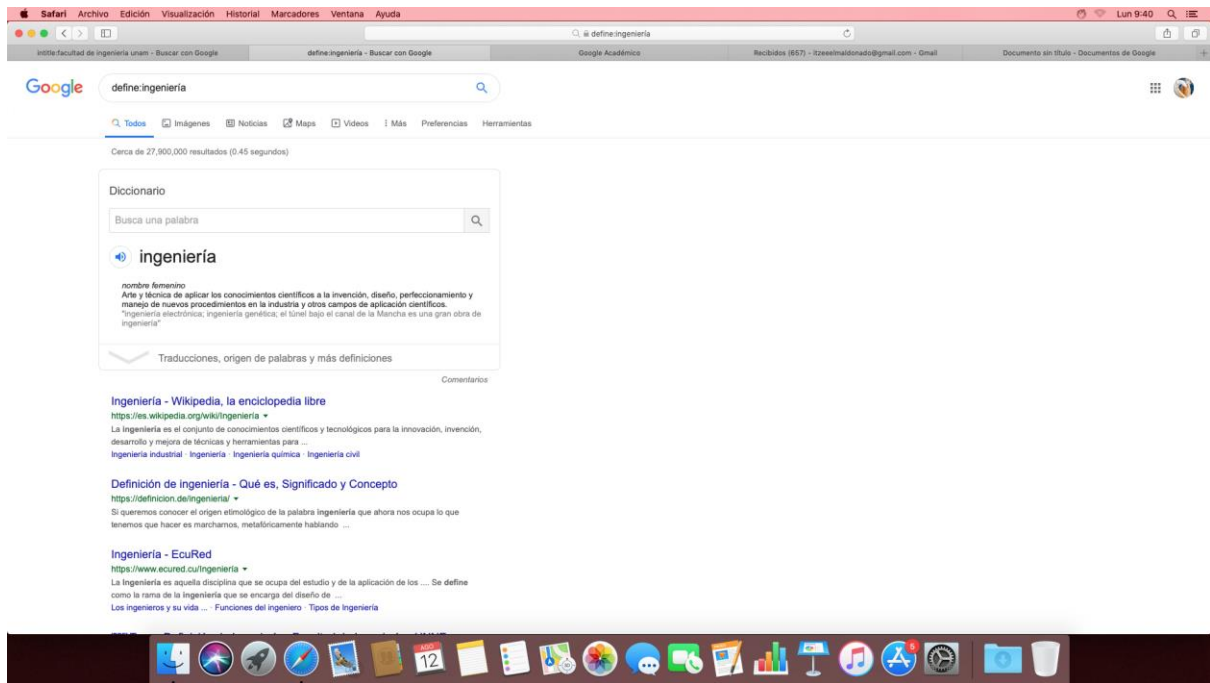 Safari Archivo Edición Visualización Historial Marcadores Ventana Ayuda
Lun 9:40
define:ingeniería
intitle:facultad de ingeniería unam - Buscar con Google
define:ingeniería - Buscar con Google
Google Académico
Recibidos (657) - itzeelmaldonado@gmail.com - Gmail
Documento sin título - Documentos de Google
Google
define:ingeniería
Todos Imágenes Noticias Maps Videos Más Preferencias Herramientas
Cerca de 27,900,000 resultados (0.45 segundos)
Diccionario
Busca una palabra
ingeniería
nombre femenino
Arte y técnica de aplicar los conocimientos científicos a la invención, diseño, perfeccionamiento y
manejo de nuevos procedimientos en la industria y otros campos de aplicación científicos.
"ingeniería electrónica; ingeniería genética; el túnel bajo el canal de la Mancha es una gran obra de
ingeniería"
Traducciones, origen de palabras y más definiciones
Comentarios
Ingeniería - Wikipedia, la enciclopedia libre
https://es.wikipedia.org/wiki/Ingeniería
La ingeniería es el conjunto de conocimientos científicos y tecnológicos para la innovación, invención,
desarrollo y mejora de técnicas y herramientas para ...
Ingeniería industrial · Ingeniería · Ingeniería química · Ingeniería civil
Definición de ingeniería - Qué es, Significado y Concepto
https://definicion.de/ingenieria/
Si queremos conocer el origen etimológico de la palabra ingeniería que ahora nos ocupa lo que
tenemos que hacer es marcharnos, metafóricamente hablando ...
Ingeniería - EcuRed
https://www.ecured.cu/Ingeniería
La Ingeniería es aquella disciplina que se ocupa del estudio y de la aplicación de los .... Se define
como la rama de la ingeniería que se encarga del diseño de ...
Los ingenieros y su vida ... · Funciones del ingeniero · Tipos de Ingeniería
AGO
12
5